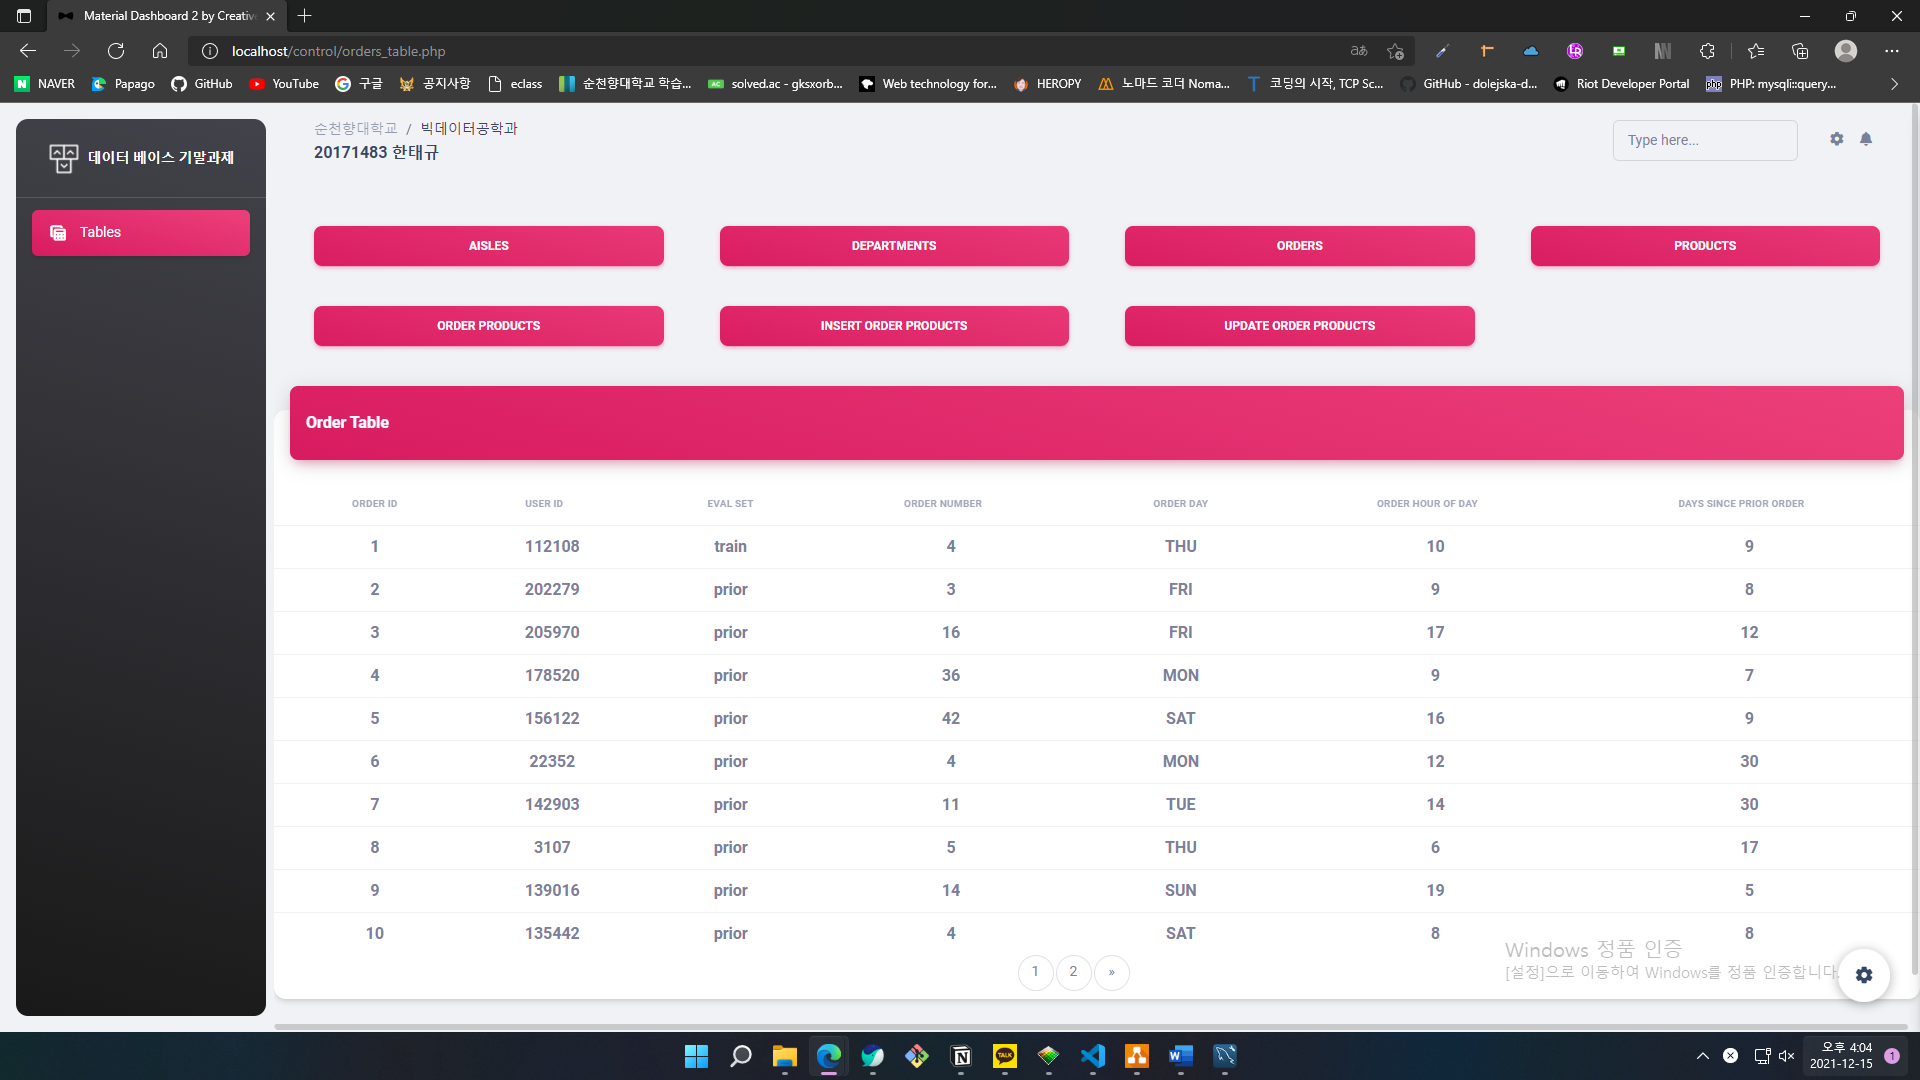 Material Dashboard 2 by Creative
localhost/control/orders_table.php
NAVER Papago GitHub YouTube 구글 공지사항 eclass 순천향대학교 학습... solved.ac - gksxorb... Web technology for... HEROPY 노마드 코더 Noma... 코딩의 시작, TCP Sc... GitHub - dolejska-d... Riot Developer Portal PHP: mysqli::query...
데이터 베이스 기말과제
Tables
순천향대학교 / 빅데이터공학과
20171483 한태규
Type here...
AISLES DEPARTMENTS ORDERS PRODUCTS
ORDER PRODUCTS INSERT ORDER PRODUCTS UPDATE ORDER PRODUCTS
Order Table
ORDER ID USER ID EVAL SET ORDER NUMBER ORDER DAY ORDER HOUR OF DAY DAYS SINCE PRIOR ORDER
1 112108 train 4 THU 10 9
2 202279 prior 3 FRI 9 8
3 205970 prior 16 FRI 17 12
4 178520 prior 36 MON 9 7
5 156122 prior 42 SAT 16 9
6 22352 prior 4 MON 12 30
7 142903 prior 11 TUE 14 30
8 3107 prior 5 THU 6 17
9 139016 prior 14 SUN 19 5
10 135442 prior 4 SAT 8 8
1 2 »
Windows 정품 인증
[설정]으로 이동하여 Windows를 정품 인증합니다.
오후 4:04
2021-12-15
1